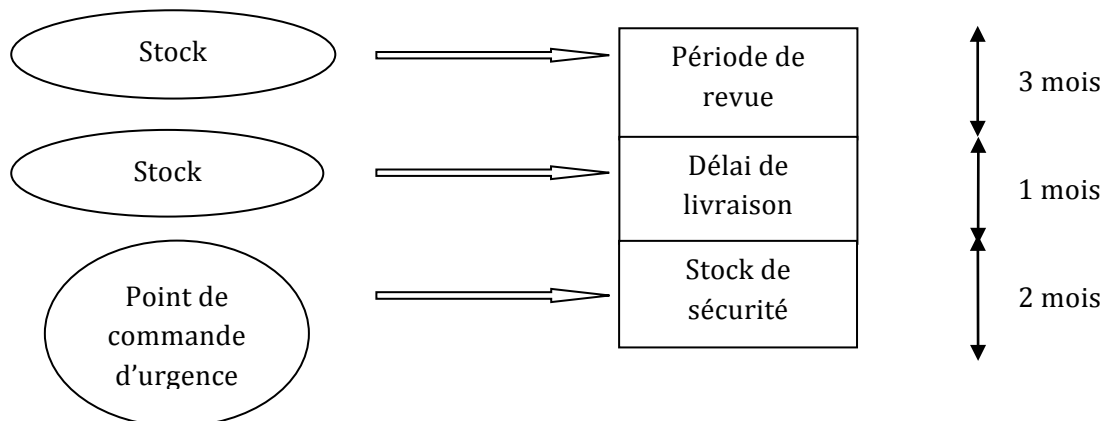 Stock
Période de
revue
3 mois
Stock
Délai de
livraison
1 mois
Point de
commande
d’urgence
Stock de
sécurité
2 mois